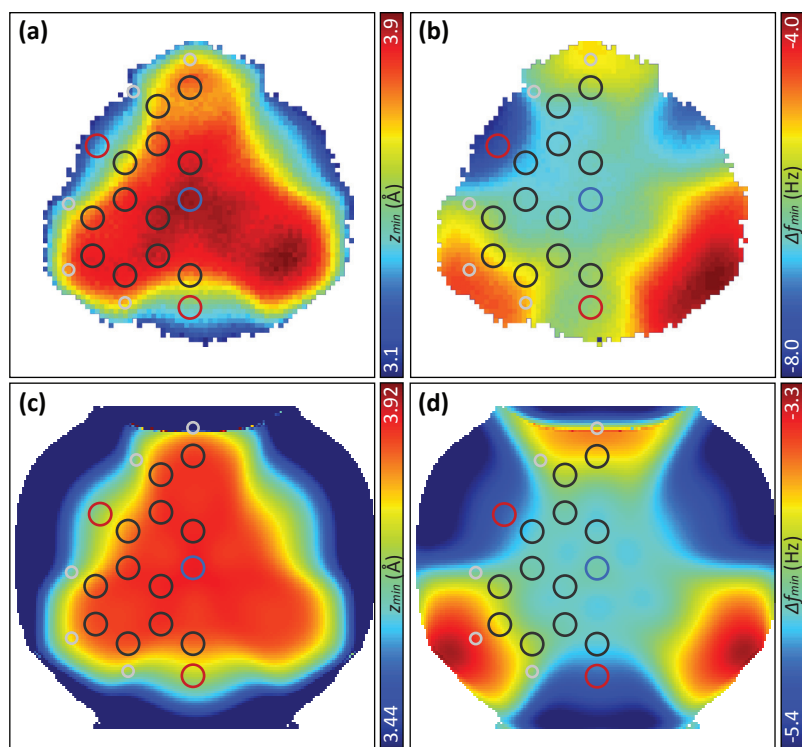 (a)
3.9
z_min (Å)
3.1
(b)
-4.0
Δf_min (Hz)
-8.0
(c)
3.92
z_min (Å)
3.44
(d)
-3.3
Δf_min (Hz)
-5.4